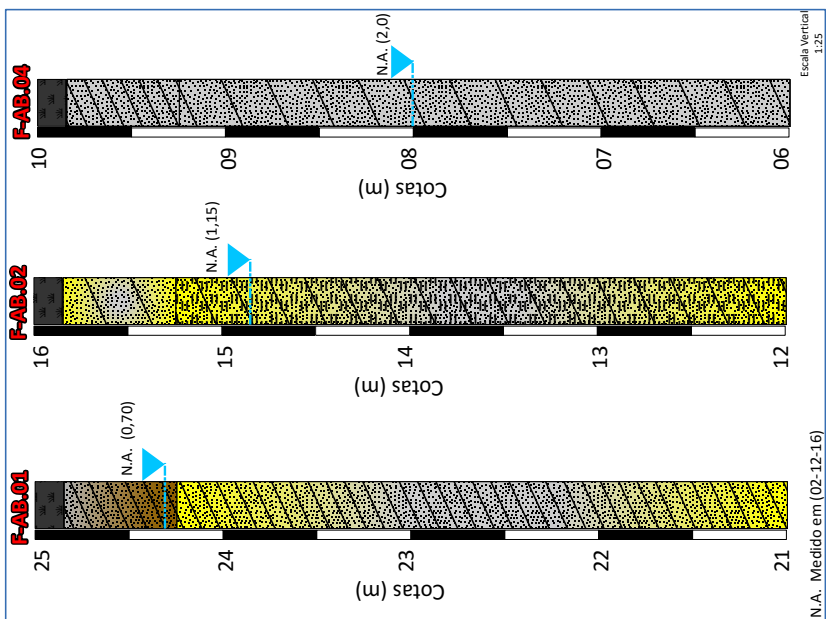 F-AB.01
25
24
23
22
21
Cotas (m)
N.A. (0,70)
F-AB.02
16
15
14
13
12
Cotas (m)
N.A. (1,15)
F-AB.04
10
09
08
07
06
Cotas (m)
N.A. (2,0)
Escala Vertical
1:25
N.A. Medido em (02-12-16)